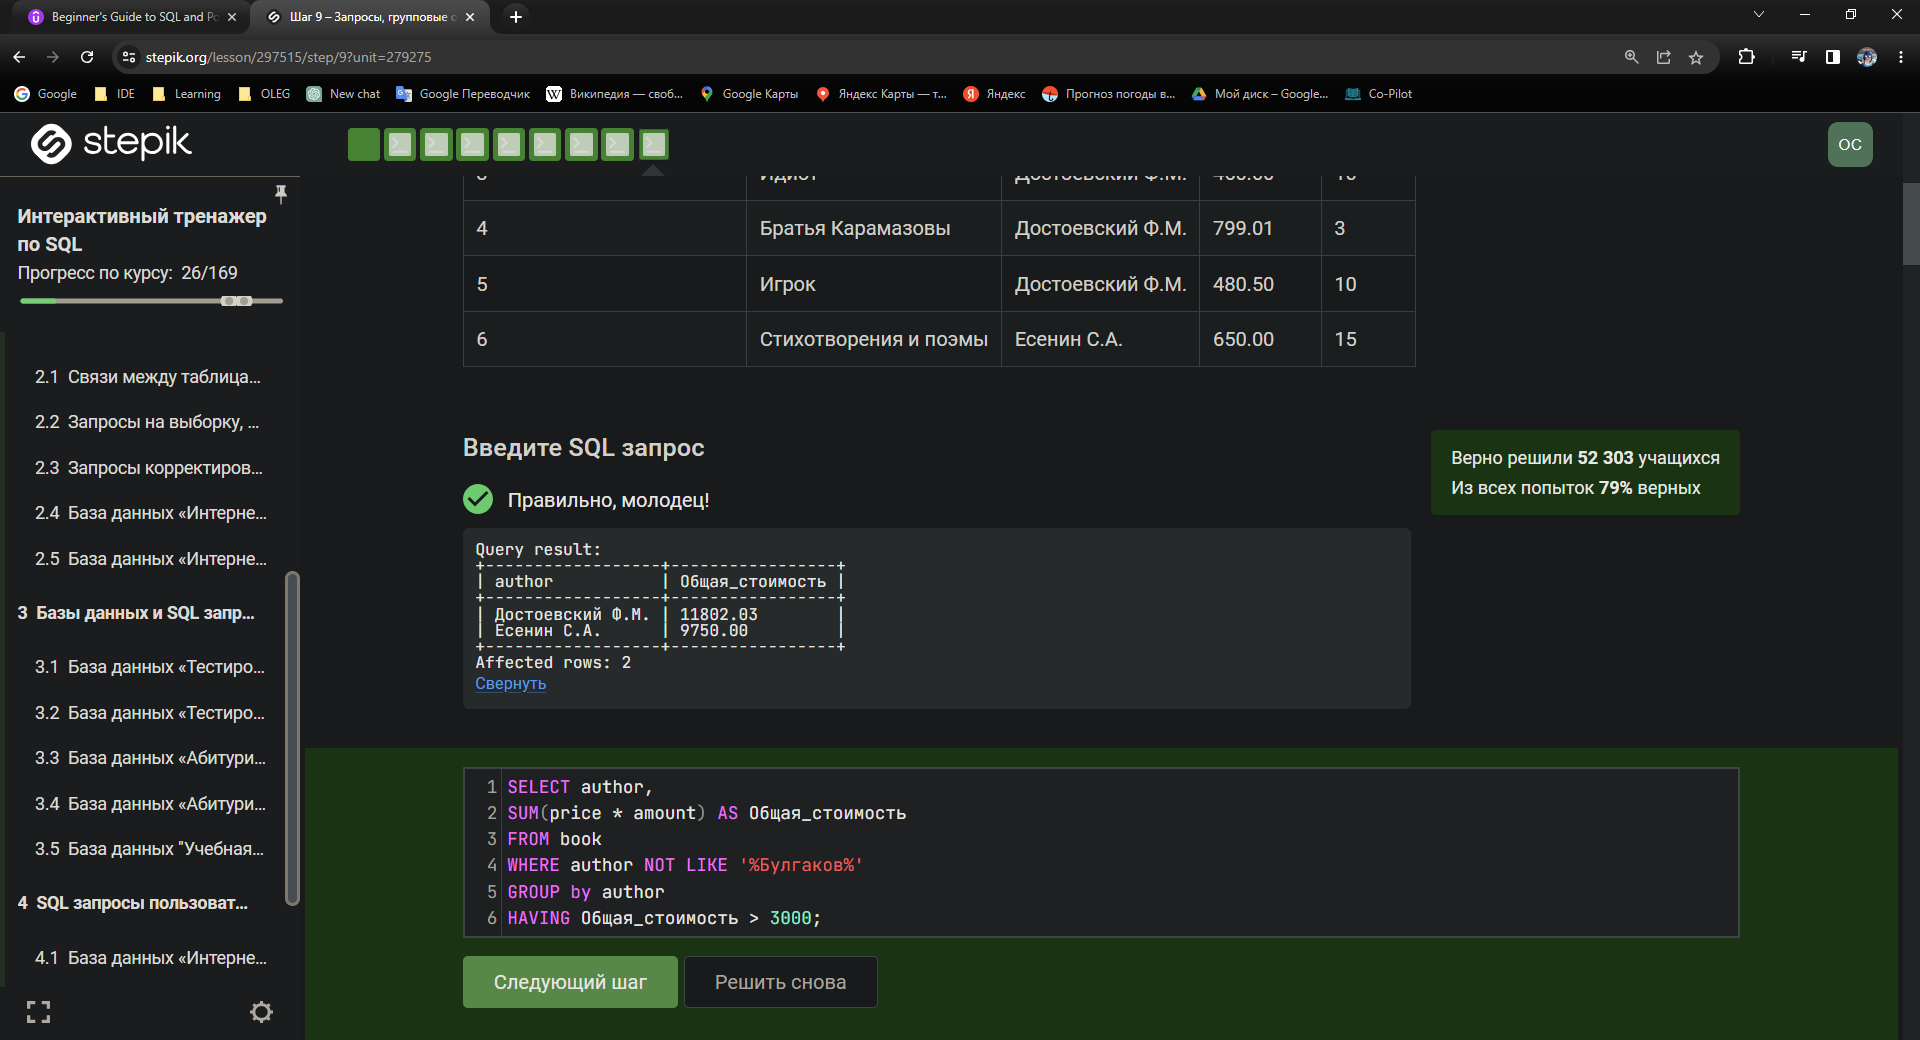 Beginner's Guide to SQL and Po
Шаг 9 – Запросы, групповые о
stepik.org/lesson/297515/step/9?unit=279275
Google
IDE
Learning
OLEG
New chat
Google Переводчик
Википедия — своб...
Google Карты
Яндекс Карты — т...
Яндекс
Прогноз погоды в...
Мой диск – Google...
Co-Pilot
stepik
OC
Интерактивный тренажер
по SQL
Прогресс по курсу: 26/169
2.1 Связи между таблица...
2.2 Запросы на выборку, ...
2.3 Запросы корректиров...
2.4 База данных «Интерне...
2.5 База данных «Интерне...
3 Базы данных и SQL запр...
3.1 База данных «Тестиро...
3.2 База данных «Тестиро...
3.3 База данных «Абитури...
3.4 База данных «Абитури...
3.5 База данных "Учебная...
4 SQL запросы пользоват...
4.1 База данных «Интерне...
Идиот Достоевский Ф.М.
4 Братья Карамазовы Достоевский Ф.М. 799.01 3
5 Игрок Достоевский Ф.М. 480.50 10
6 Стихотворения и поэмы Есенин С.А. 650.00 15
Введите SQL запрос
Правильно, молодец!
Верно решили 52 303 учащихся
Из всех попыток 79% верных
Query result:
+-------------------+-----------------+
| author | Общая_стоимость |
+-------------------+-----------------+
| Достоевский Ф.М. | 11802.03 |
| Есенин С.А. | 9750.00 |
+-------------------+-----------------+
Affected rows: 2
Свернуть
1 SELECT author,
2 SUM(price * amount) AS Общая_стоимость
3 FROM book
4 WHERE author NOT LIKE '%Булгаков%'
5 GROUP by author
6 HAVING Общая_стоимость > 3000;
Следующий шаг
Решить снова